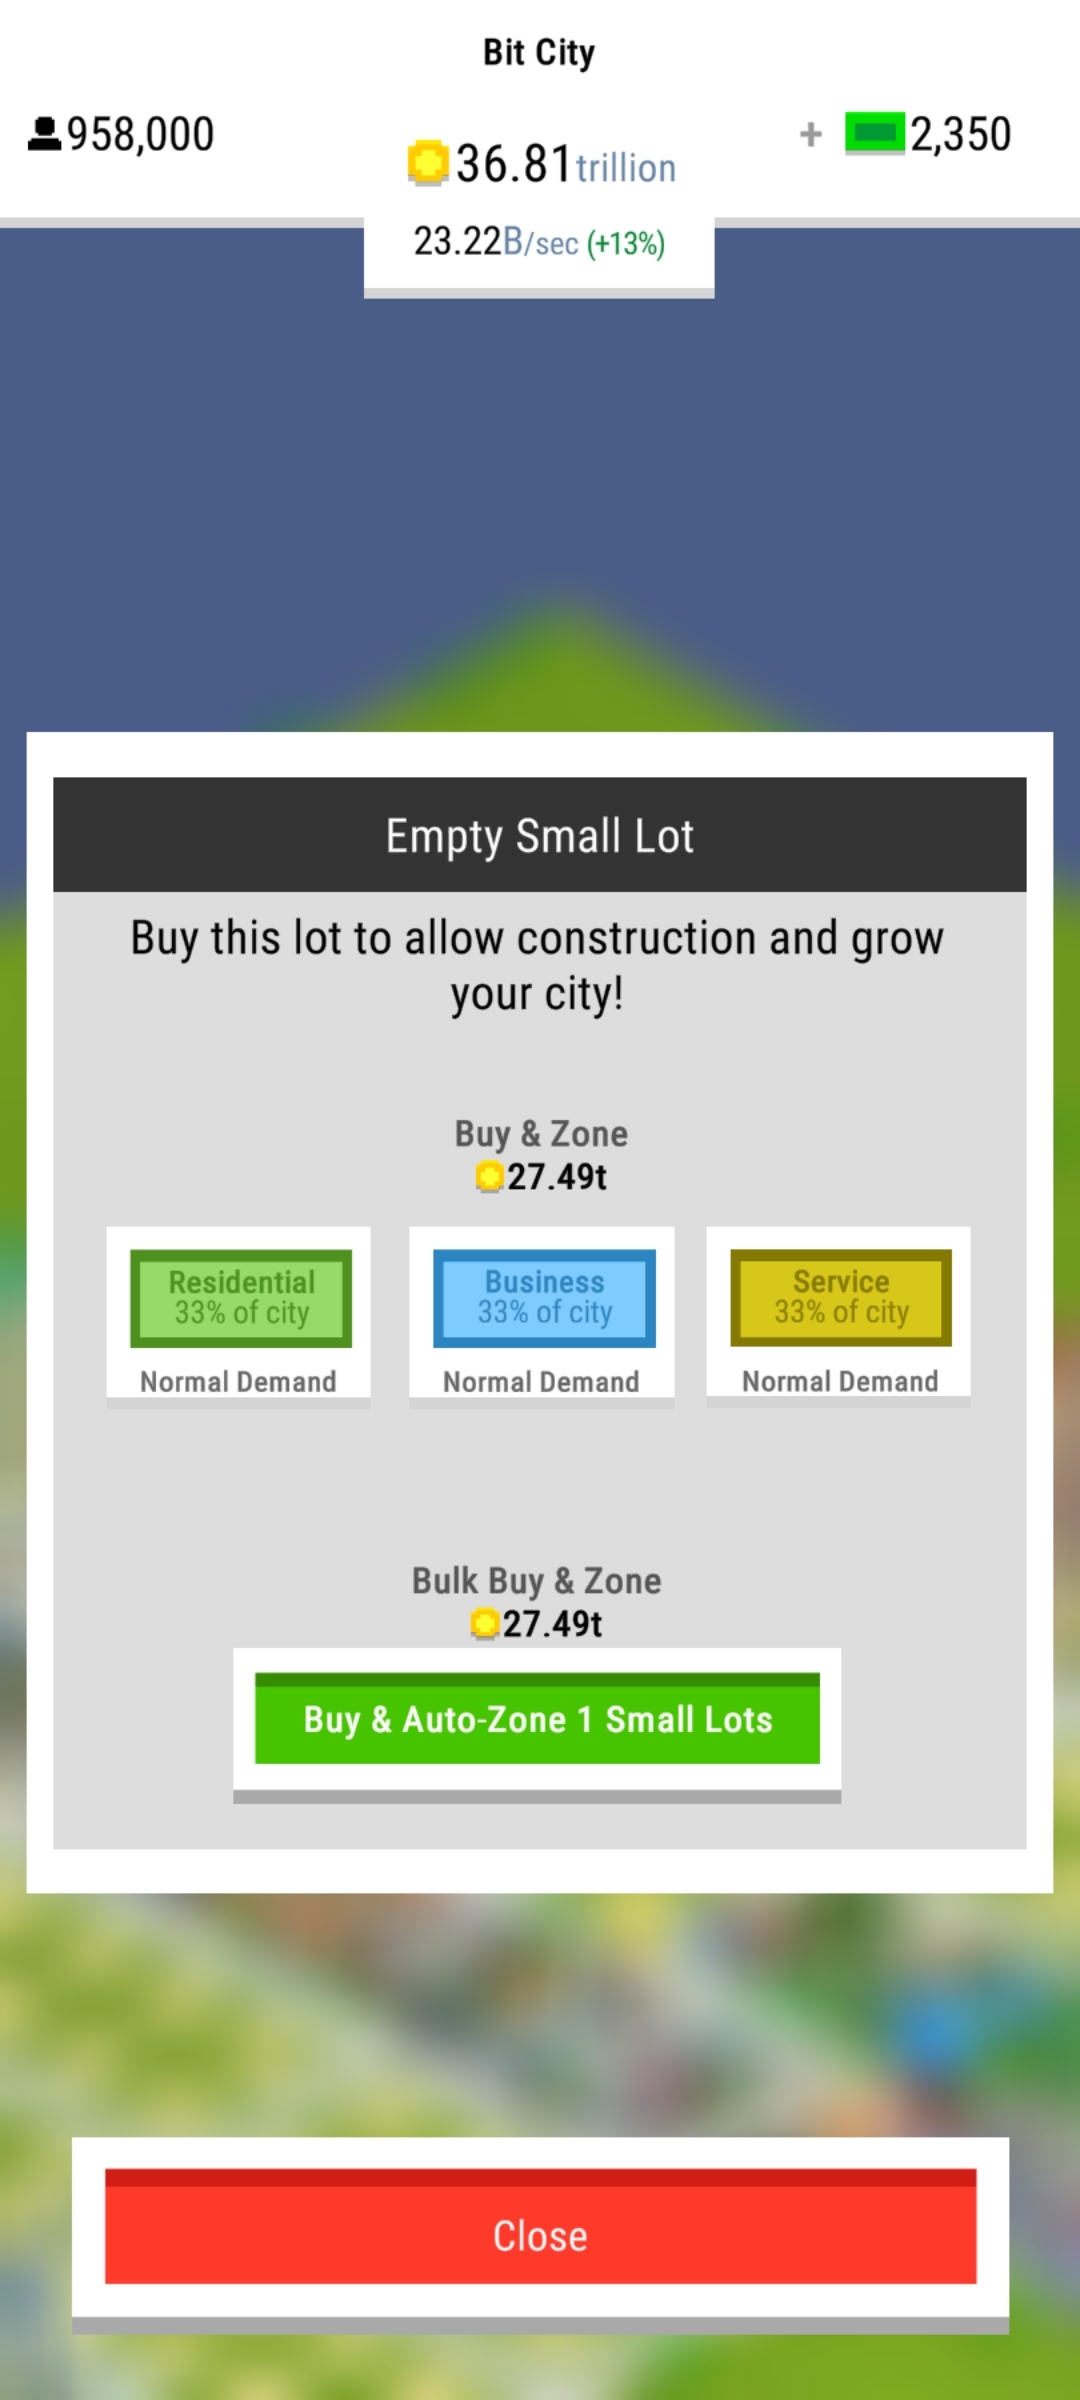 Bit City
958,000
36.81trillion
+ 2,350
23.22B/sec (+13%)
Empty Small Lot
Buy this lot to allow construction and grow
your city!
Buy & Zone
27.49t
Residential
33% of city
Normal Demand
Business
33% of city
Normal Demand
Service
33% of city
Normal Demand
Bulk Buy & Zone
27.49t
Buy & Auto-Zone 1 Small Lots
Close